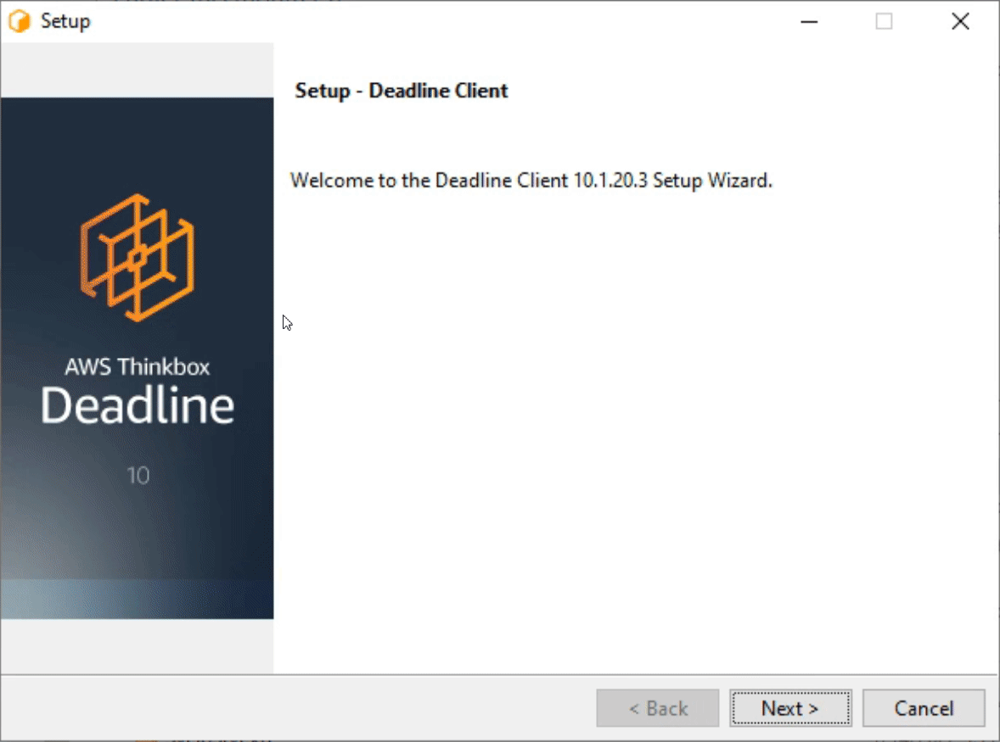 Setup
Setup - Deadline Client
Welcome to the Deadline Client 10.1.20.3 Setup Wizard.
AWS Thinkbox
Deadline
10
< Back
Next >
Cancel